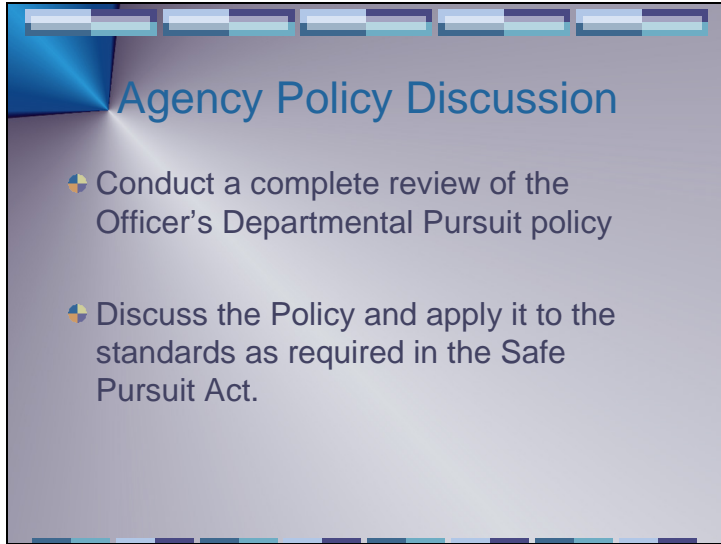 Agency Policy Discussion
Conduct a complete review of the
Officer's Departmental Pursuit policy
Discuss the Policy and apply it to the
standards as required in the Safe
Pursuit Act.